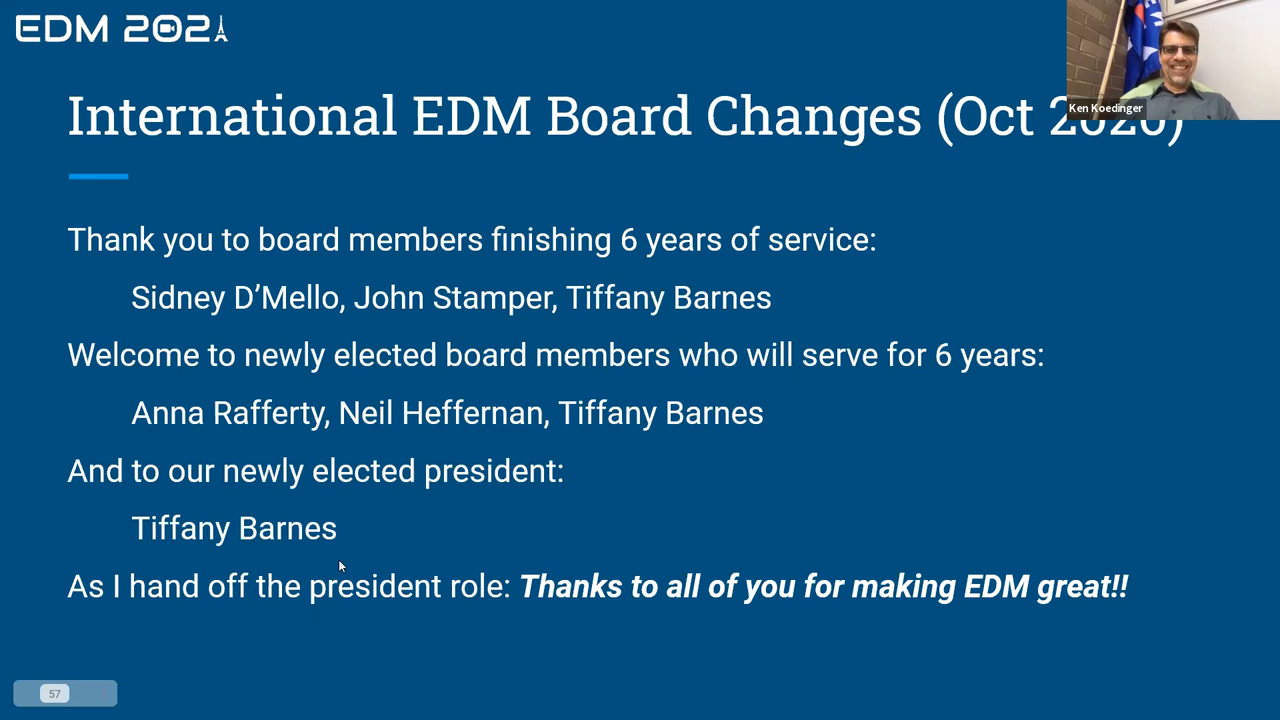 EDM 2021
Ken Koedinger
International EDM Board Changes (Oct 2020)
Thank you to board members finishing 6 years of service:
Sidney D’Mello, John Stamper, Tiffany Barnes
Welcome to newly elected board members who will serve for 6 years:
Anna Rafferty, Neil Heffernan, Tiffany Barnes
And to our newly elected president:
Tiffany Barnes
As I hand off the president role: Thanks to all of you for making EDM great!!
57